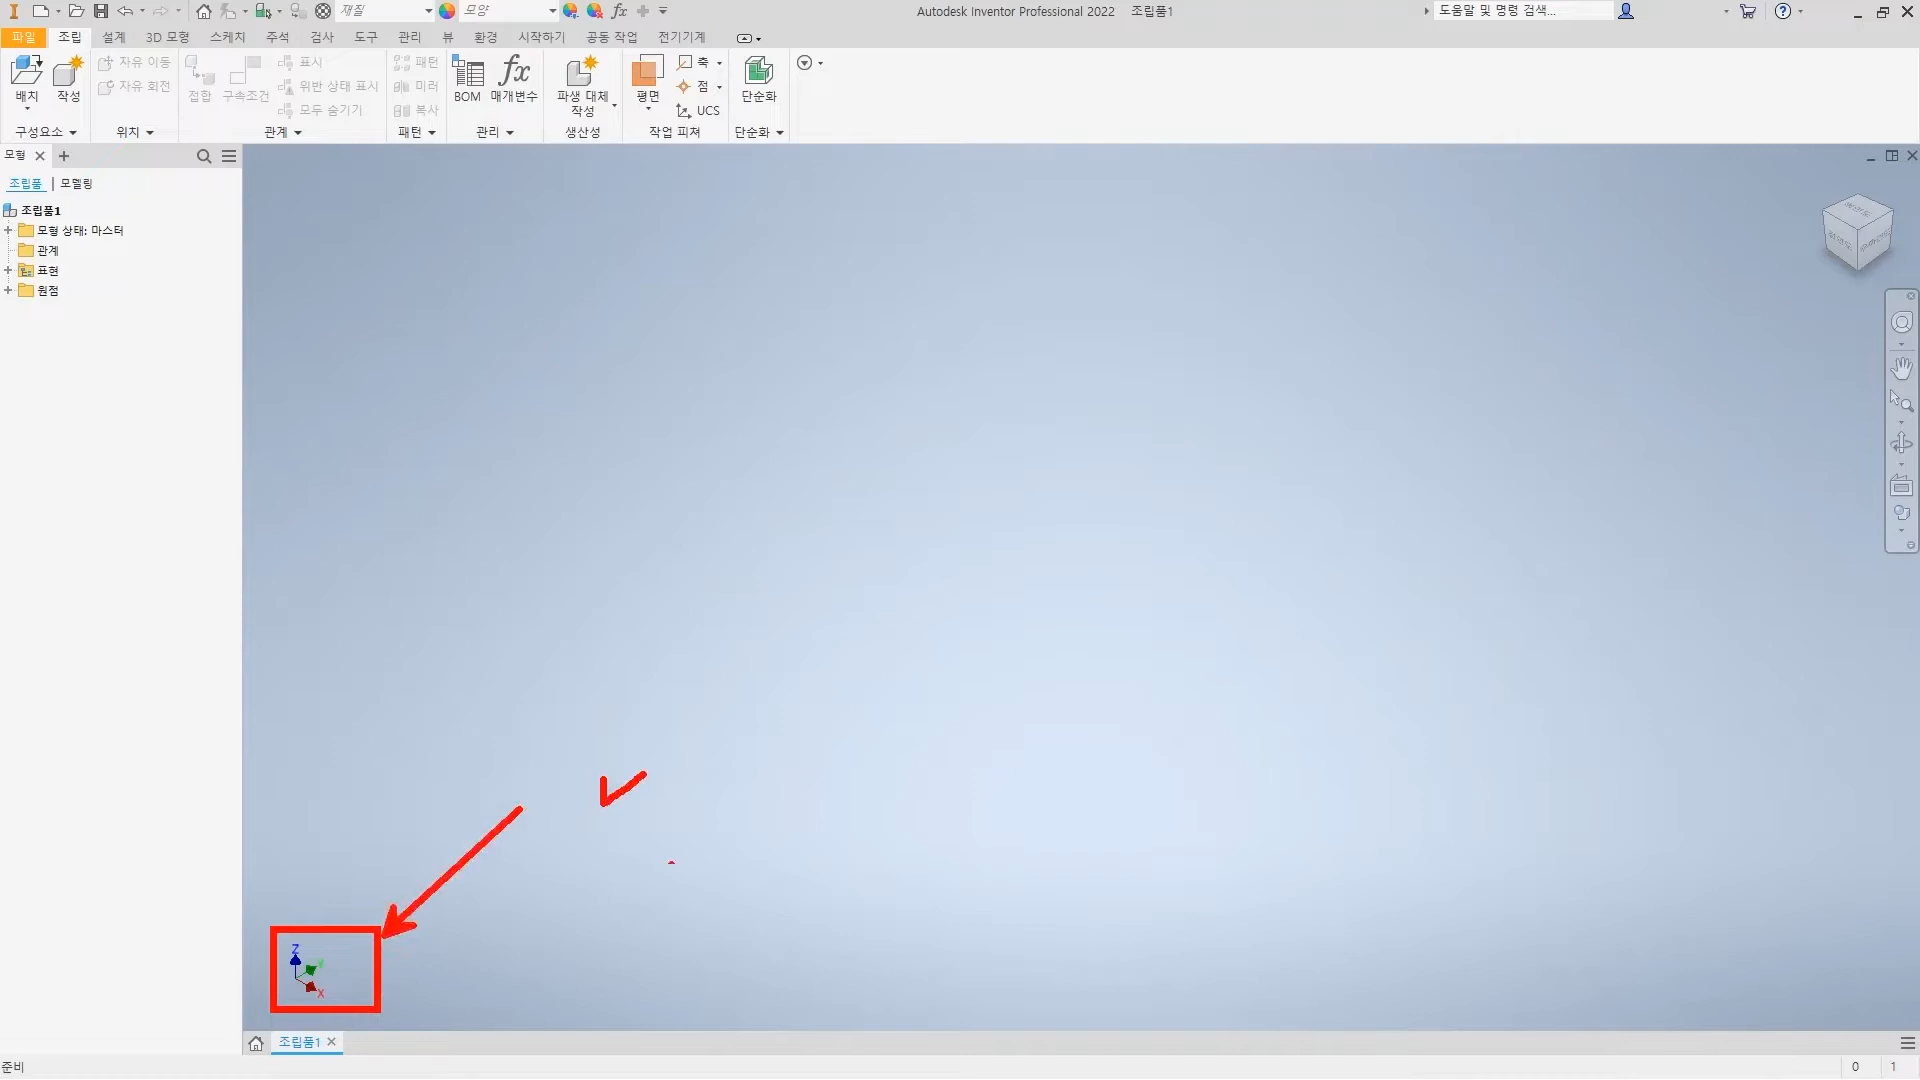 재질
모양
Autodesk Inventor Professional 2022 조립품1
도움말 및 명령 검색...
파일 조립 설계 3D 모형 스케치 주석 검사 도구 관리 뷰 환경 시작하기 공동 작업 전기기계
배치
작성
구성요소
자유 이동
자유 회전
위치
접합
구속조건
표시
위반 상태 표시
모두 숨기기
관계
패턴
미러
복사
패턴
BOM
fx
매개변수
관리
파생 대체
작성
생산성
평면
축
점
UCS
작업 피쳐
단순화
단순화
모형
조립품 | 모델링
조립품1
모형 상태: 마스터
관계
표현
원점
Z
Y
X
조립품1
준비
0 1